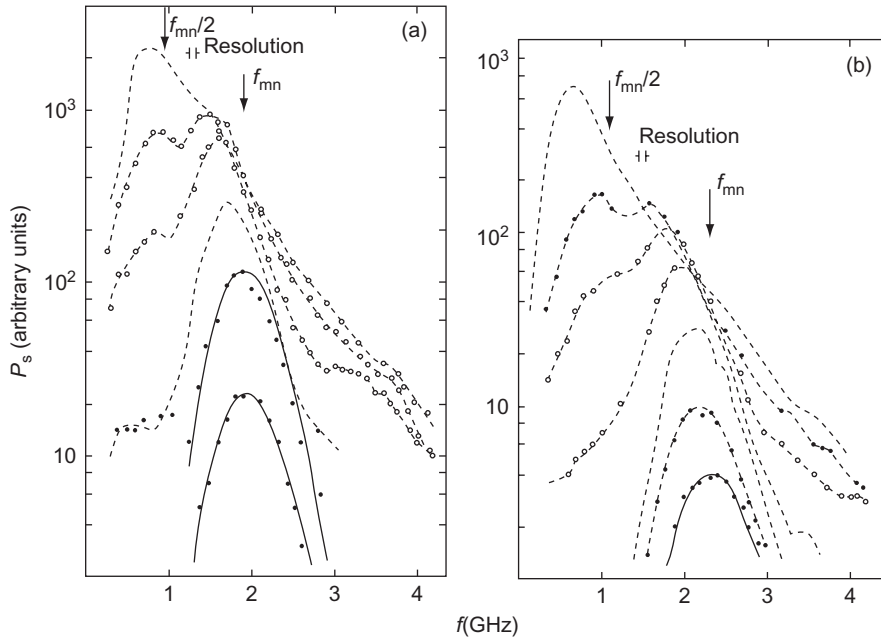 (a)
f_mn/2
Resolution
f_mn
10³
10²
10
1
2
3
4
P_s (arbitrary units)
(b)
f_mn/2
Resolution
f_mn
10³
10²
10
1
2
3
4
f(GHz)